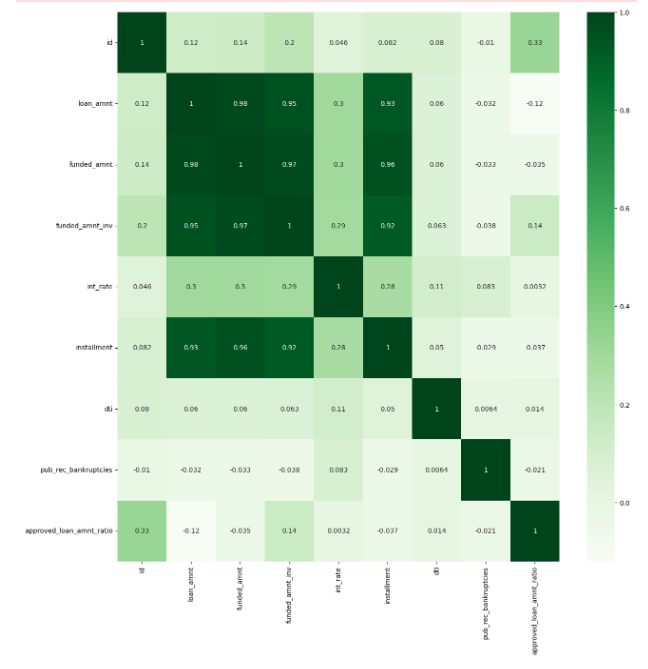 id 1 0.12 0.14 0.2 0.046 0.082 0.08 -0.01 0.33
loan_amnt 0.12 1 0.98 0.95 0.3 0.93 0.06 -0.032 -0.12
funded_amnt 0.14 0.98 1 0.97 0.3 0.96 0.06 -0.033 -0.035
funded_amnt_inv 0.2 0.95 0.97 1 0.29 0.92 0.063 -0.038 0.14
int_rate 0.046 0.3 0.3 0.29 1 0.28 0.11 0.083 0.0032
installment 0.082 0.93 0.96 0.92 0.28 1 0.05 -0.029 -0.037
dti 0.08 0.06 0.06 0.063 0.11 0.05 1 0.0064 0.014
pub_rec_bankruptcies -0.01 -0.032 -0.033 -0.038 0.083 -0.029 0.0064 1 -0.021
approved_loan_amnt_ratio 0.33 -0.12 -0.035 0.14 0.0032 -0.037 0.014 -0.021 1
id
loan_amnt
funded_amnt
funded_amnt_inv
int_rate
installment
dti
pub_rec_bankruptcies
approved_loan_amnt_ratio
1.0
0.8
0.6
0.4
0.2
0.0